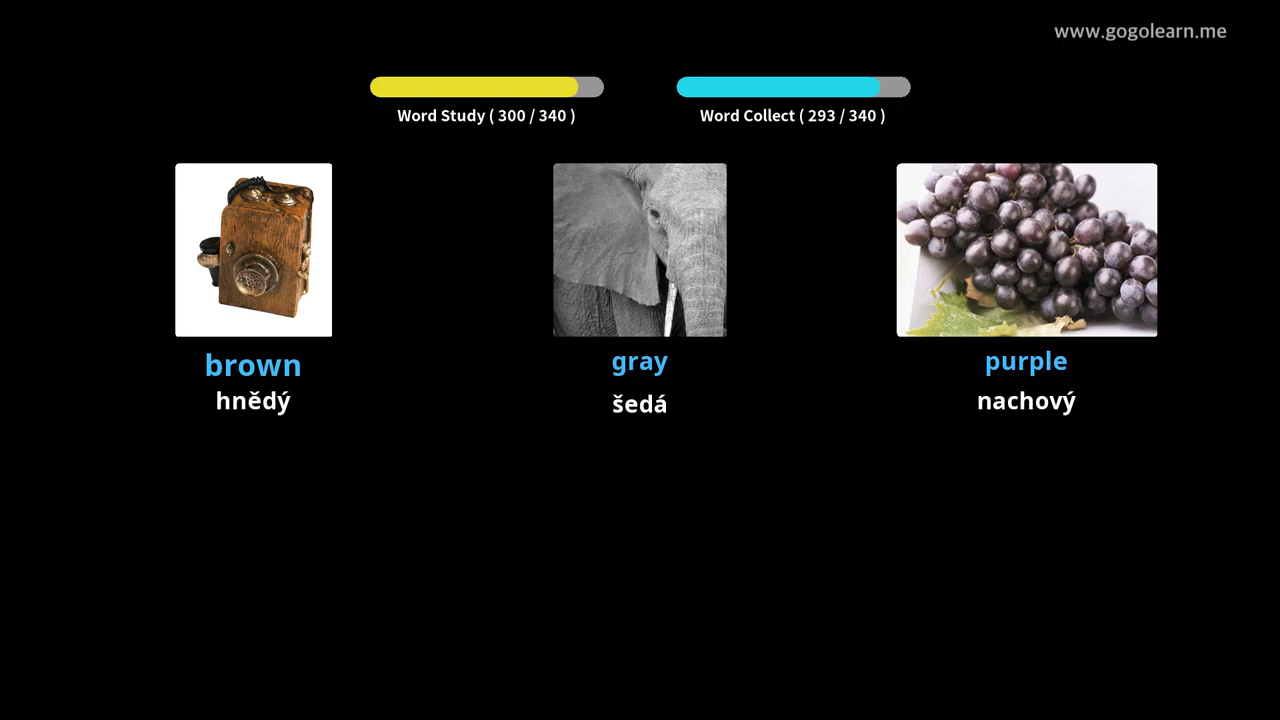 www.gogolearn.me
Word Study ( 300 / 340 )
Word Collect ( 293 / 340 )
brown
hnědý
gray
šedá
purple
nachový